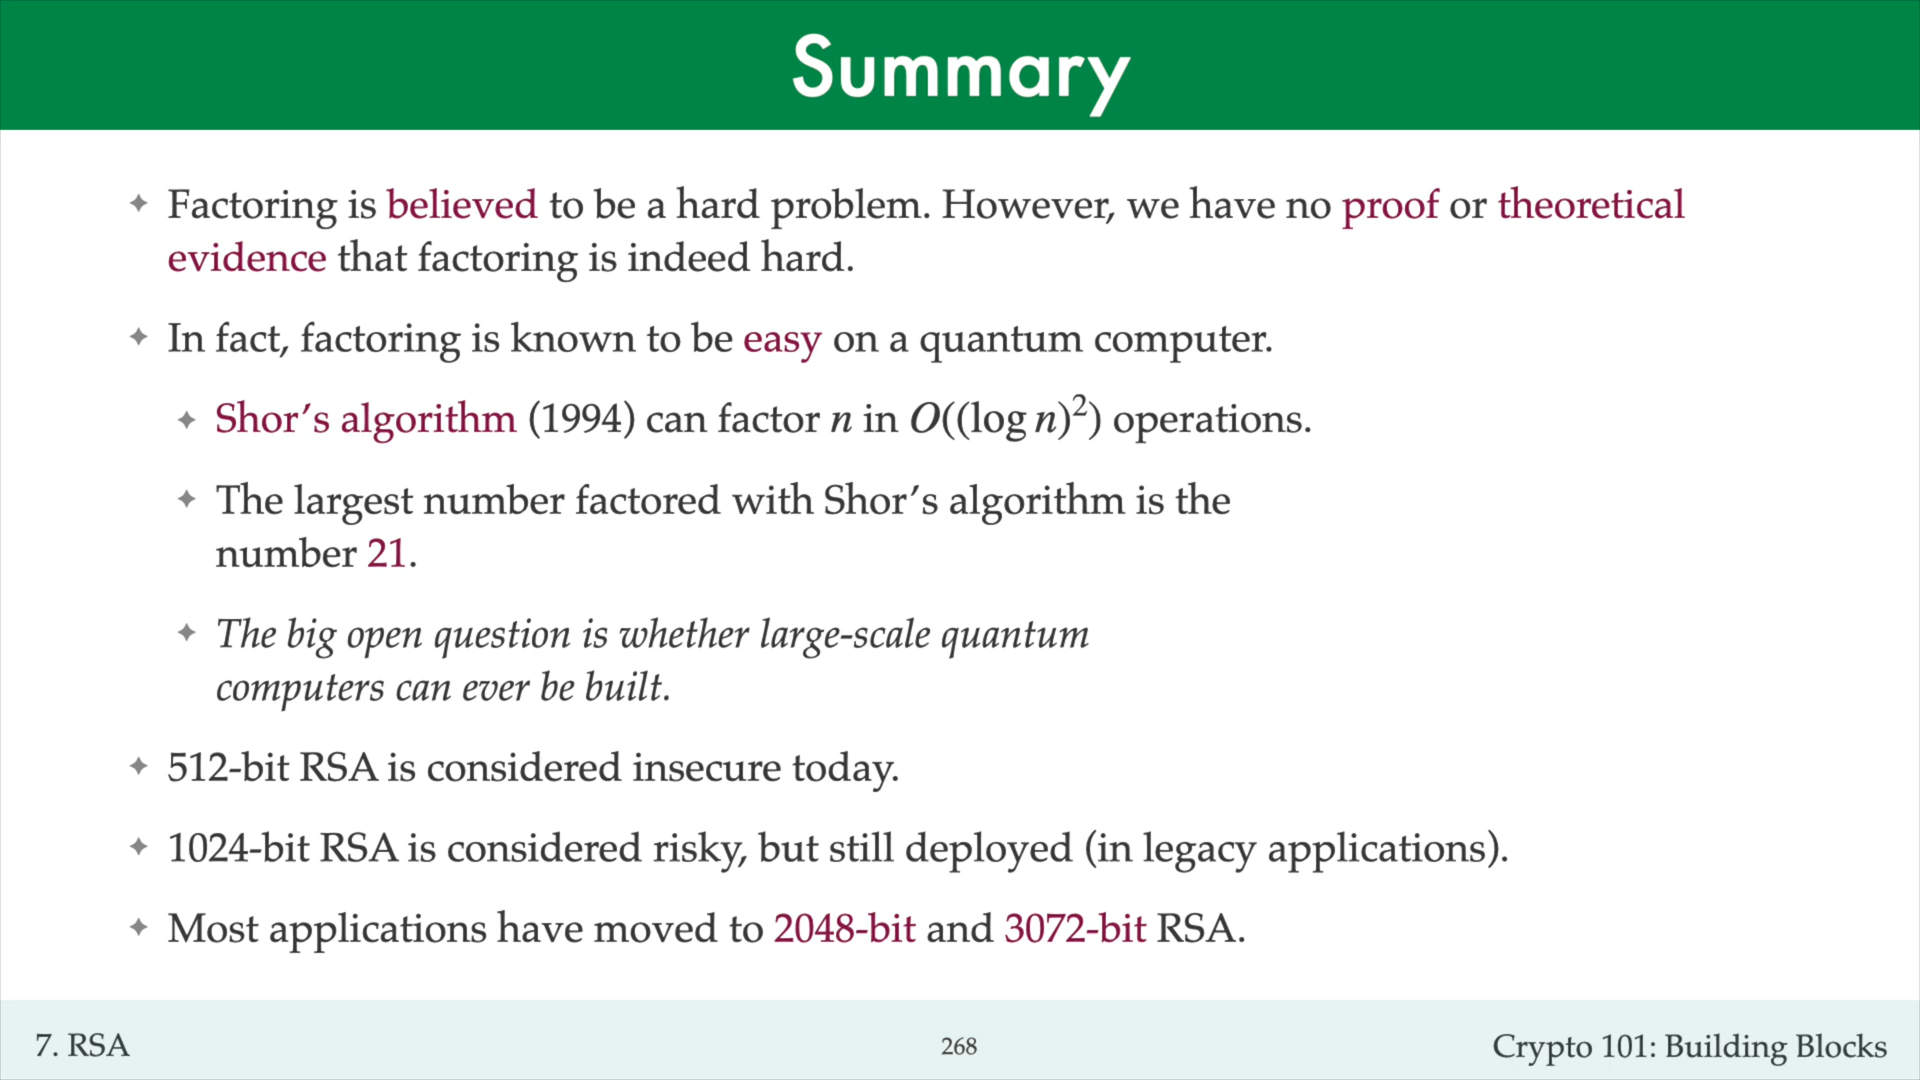 Summary
✦ Factoring is believed to be a hard problem. However, we have no proof or theoretical
evidence that factoring is indeed hard.
✦ In fact, factoring is known to be easy on a quantum computer.
✦ Shor's algorithm (1994) can factor n in O((log n)²) operations.
✦ The largest number factored with Shor's algorithm is the
number 21.
✦ The big open question is whether large-scale quantum
computers can ever be built.
✦ 512-bit RSA is considered insecure today.
✦ 1024-bit RSA is considered risky, but still deployed (in legacy applications).
✦ Most applications have moved to 2048-bit and 3072-bit RSA.
7. RSA
268
Crypto 101: Building Blocks